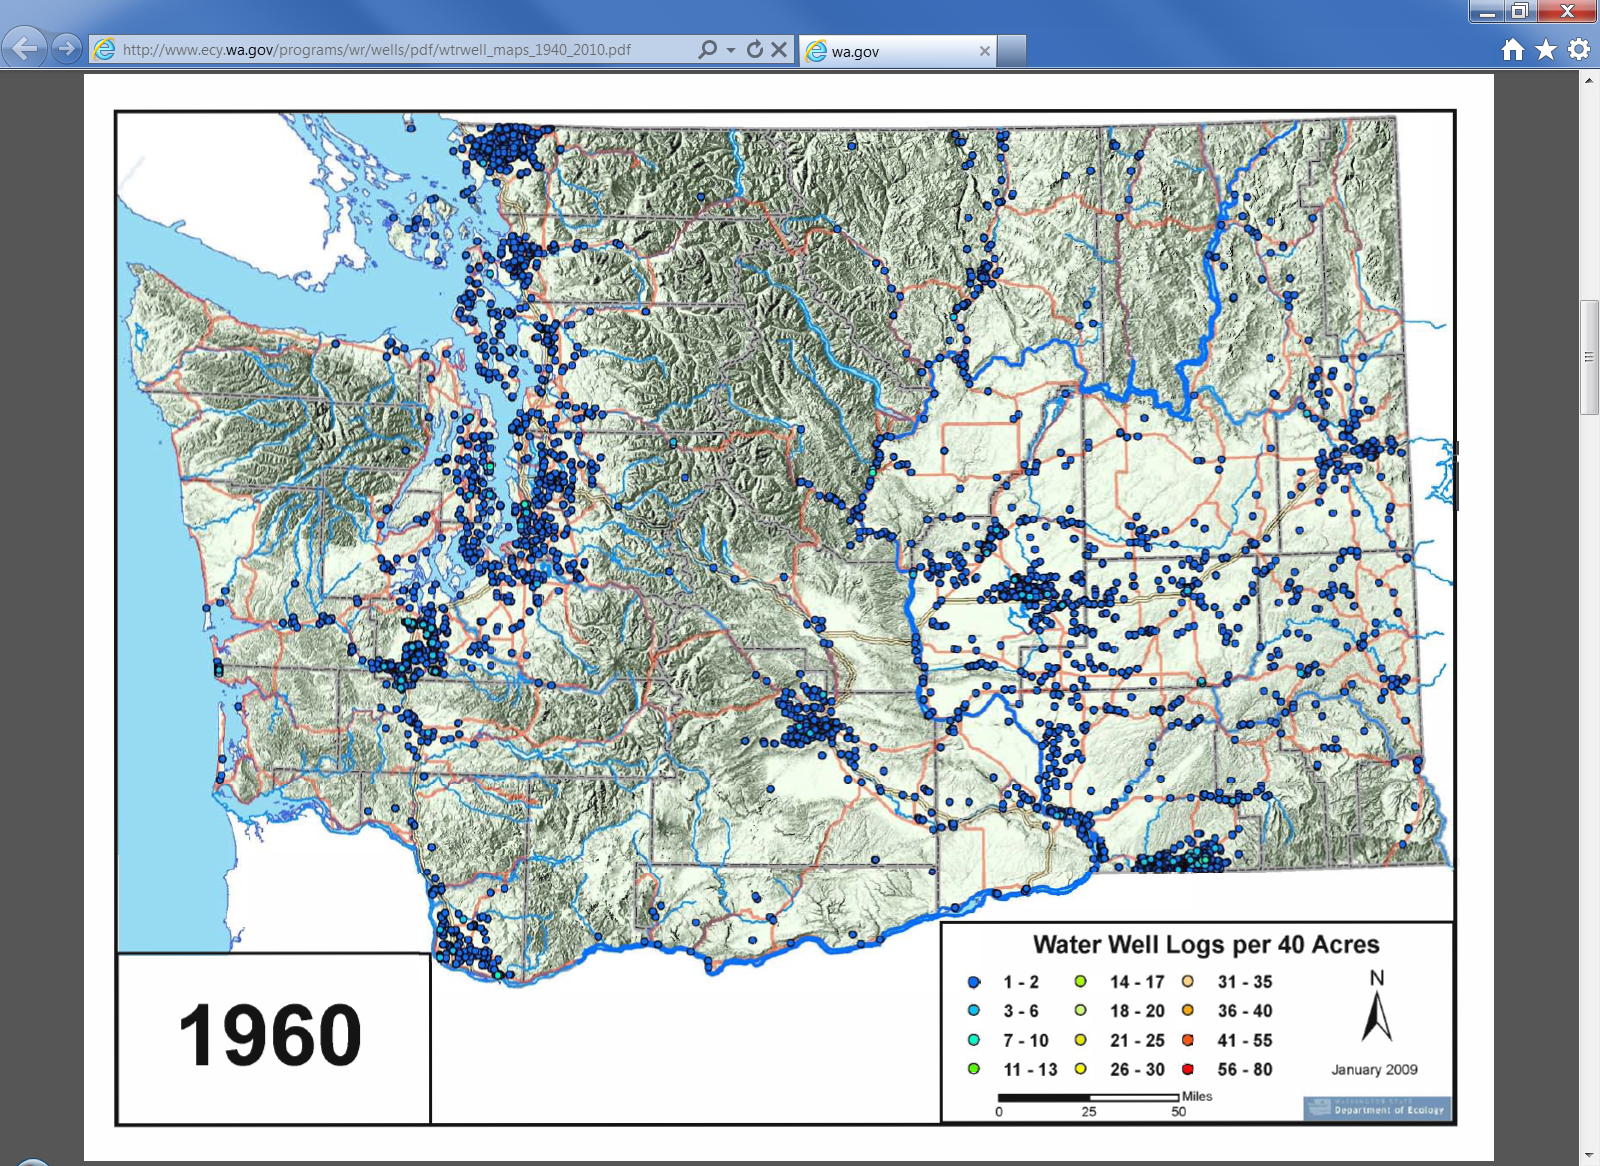 http://www.ecy.wa.gov/programs/wr/wells/pdf/wtrwell_maps_1940_2010.pdf
wa.gov
1960
Water Well Logs per 40 Acres
1 - 2
14 - 17
31 - 35
3 - 6
18 - 20
36 - 40
7 - 10
21 - 25
41 - 55
11 - 13
26 - 30
56 - 80
N
January 2009
Miles
0 25 50
WASHINGTON STATE
Department of Ecology